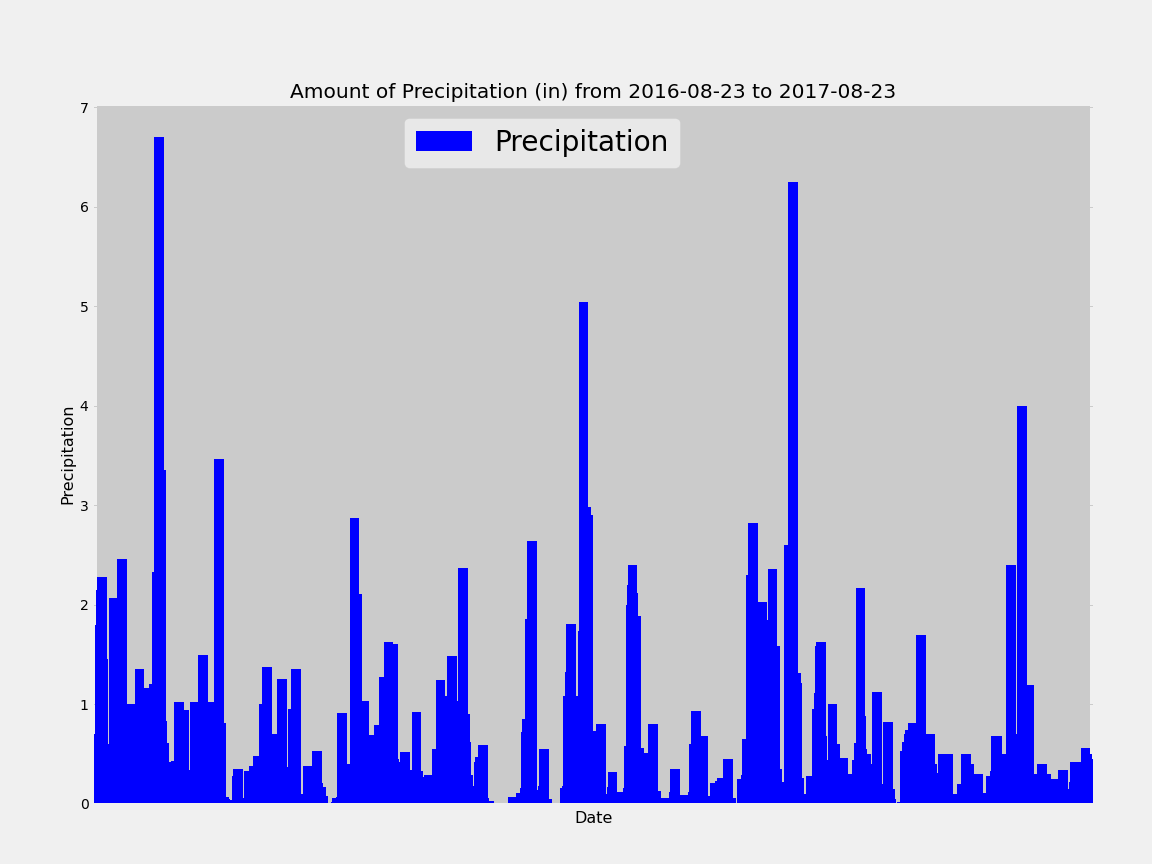 Amount of Precipitation (in) from 2016-08-23 to 2017-08-23
Precipitation
7
6
5
4
3
2
1
0
Precipitation
Date